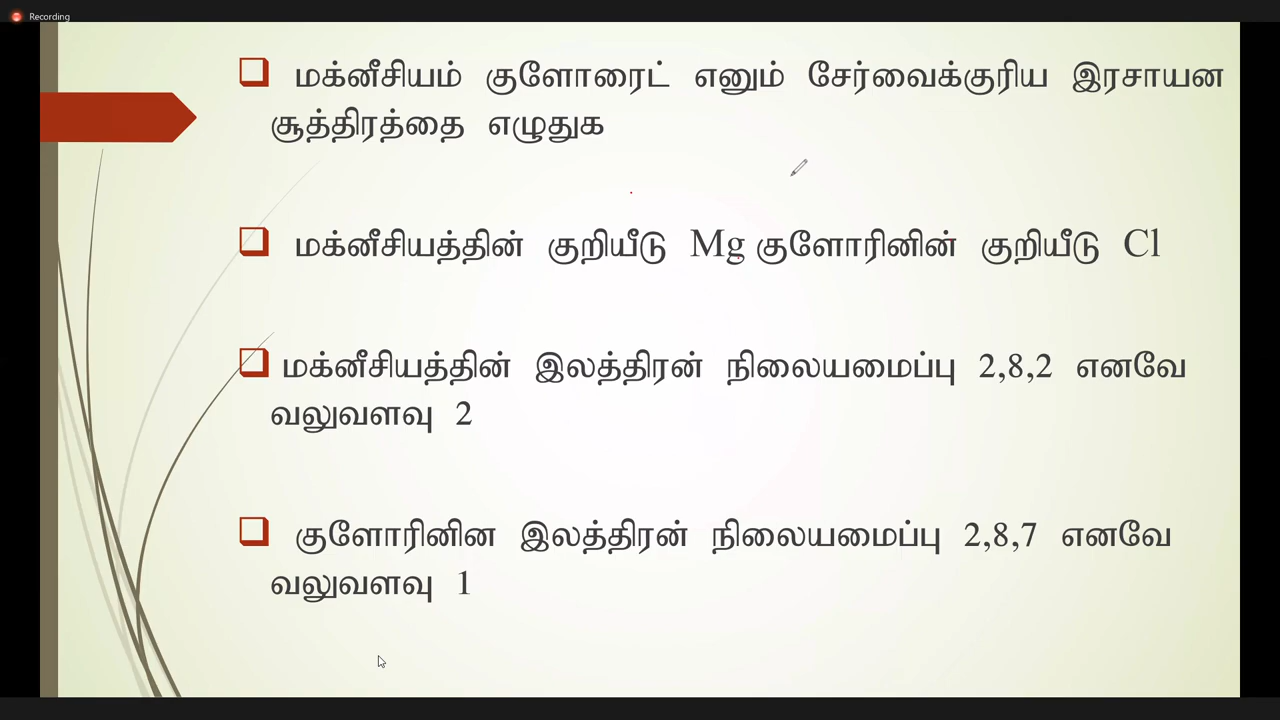 Recording
மக்னீசியம் குளோரைட் எனும் சேர்வைக்குரிய இரசாயன
சூத்திரத்தை எழுதுக
மக்னீசியத்தின் குறியீடு Mg குளோரினின் குறியீடு Cl
மக்னீசியத்தின் இலத்திரன் நிலையமைப்பு 2,8,2 எனவே
வலுவளவு 2
குளோரினின இலத்திரன் நிலையமைப்பு 2,8,7 எனவே
வலுவளவு 1